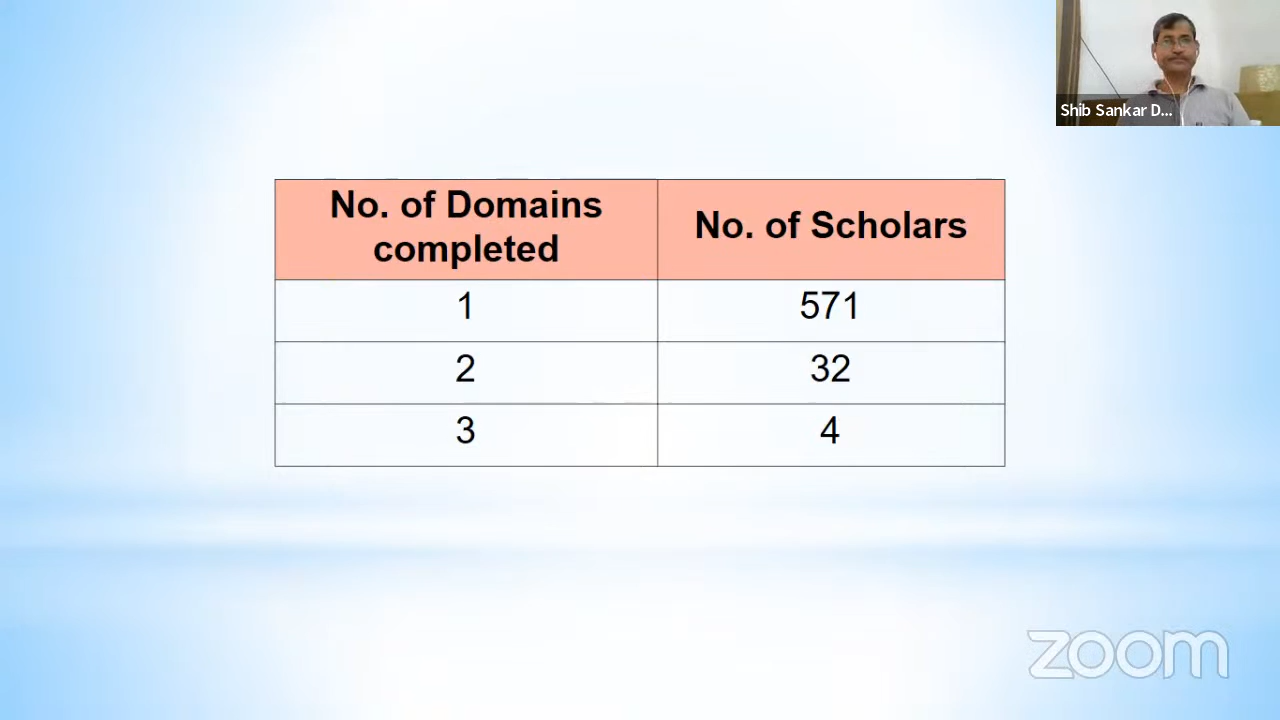 Shib Sankar D...
No. of Domains
completed
No. of Scholars
1
571
2
32
3
4
zoom